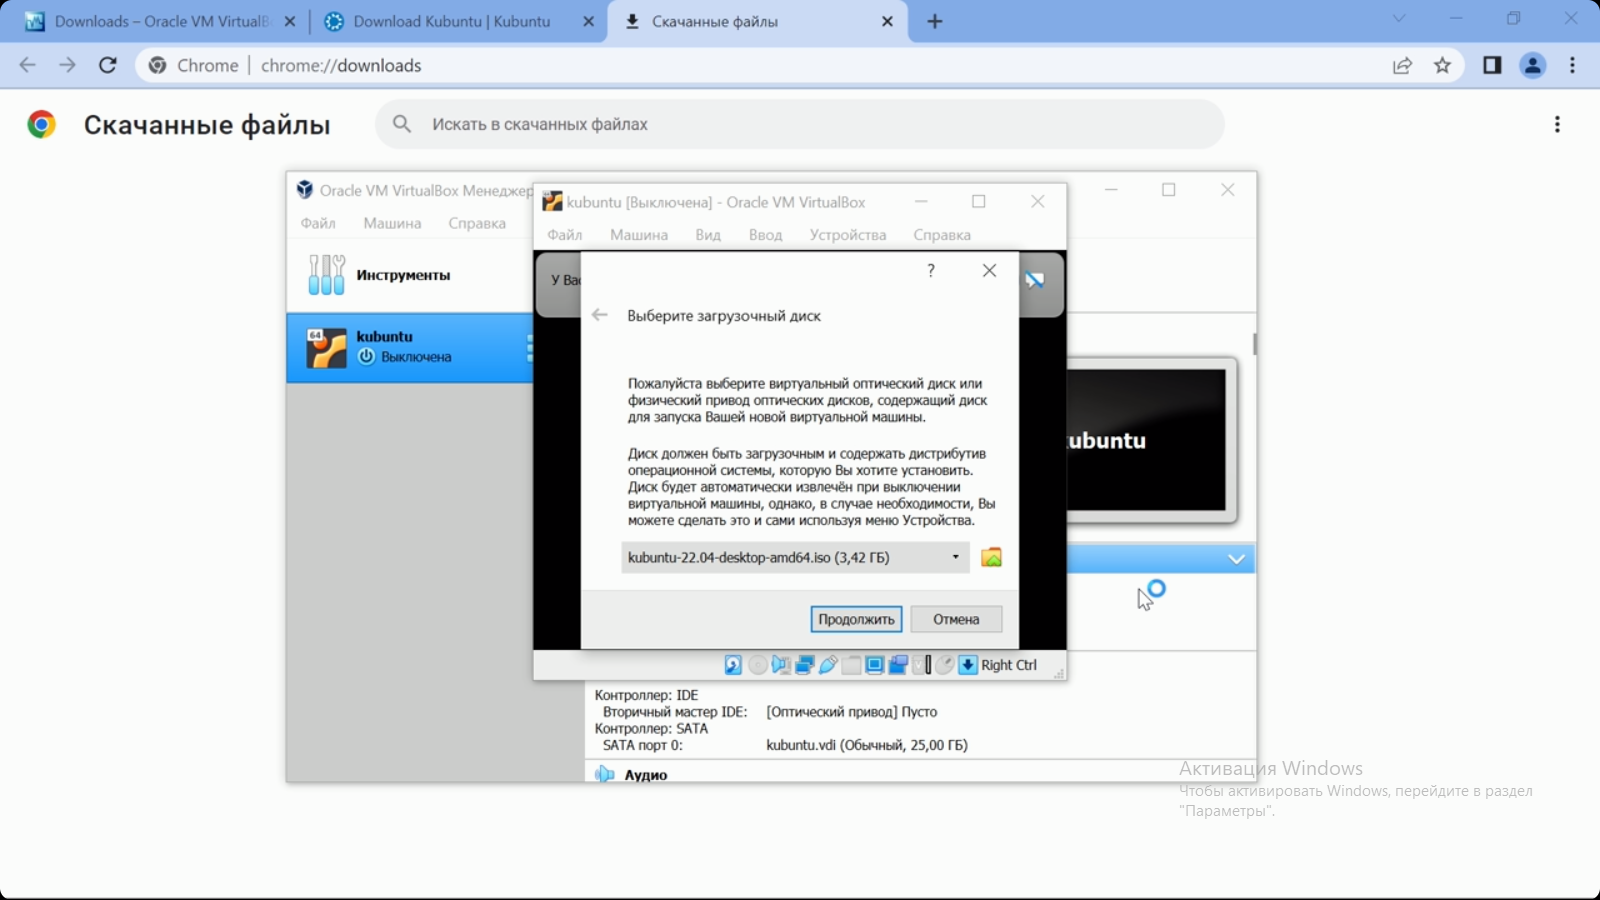 Downloads – Oracle VM VirtualB
Download Kubuntu | Kubuntu
Скачанные файлы
Chrome
chrome://downloads
Скачанные файлы
Искать в скачанных файлах
Oracle VM VirtualBox Менеджер
Файл
Машина
Справка
Инструменты
64
kubuntu
Выключена
kubuntu [Выключена] - Oracle VM VirtualBox
Файл
Машина
Вид
Ввод
Устройства
Справка
У Вас
?
Выберите загрузочный диск
Пожалуйста выберите виртуальный оптический диск или
физический привод оптических дисков, содержащий диск
для запуска Вашей новой виртуальной машины.
Диск должен быть загрузочным и содержать дистрибутив
операционной системы, которую Вы хотите установить.
Диск будет автоматически извлечён при выключении
виртуальной машины, однако, в случае необходимости, Вы
можете сделать это и сами используя меню Устройства.
kubuntu-22.04-desktop-amd64.iso (3,42 ГБ)
Продолжить
Отмена
kubuntu
Right Ctrl
Контроллер: IDE
Вторичный мастер IDE: [Оптический привод] Пусто
Контроллер: SATA
SATA порт 0: kubuntu.vdi (Обычный, 25,00 ГБ)
Аудио
Активация Windows
Чтобы активировать Windows, перейдите в раздел
"Параметры".